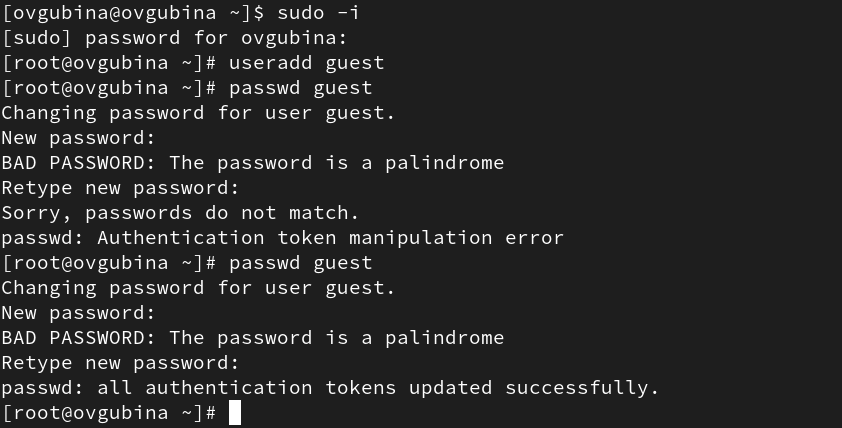 [ovgubina@ovgubina ~]$ sudo -i
[sudo] password for ovgubina:
[root@ovgubina ~]# useradd guest
[root@ovgubina ~]# passwd guest
Changing password for user guest.
New password:
BAD PASSWORD: The password is a palindrome
Retype new password:
Sorry, passwords do not match.
passwd: Authentication token manipulation error
[root@ovgubina ~]# passwd guest
Changing password for user guest.
New password:
BAD PASSWORD: The password is a palindrome
Retype new password:
passwd: all authentication tokens updated successfully.
[root@ovgubina ~]#